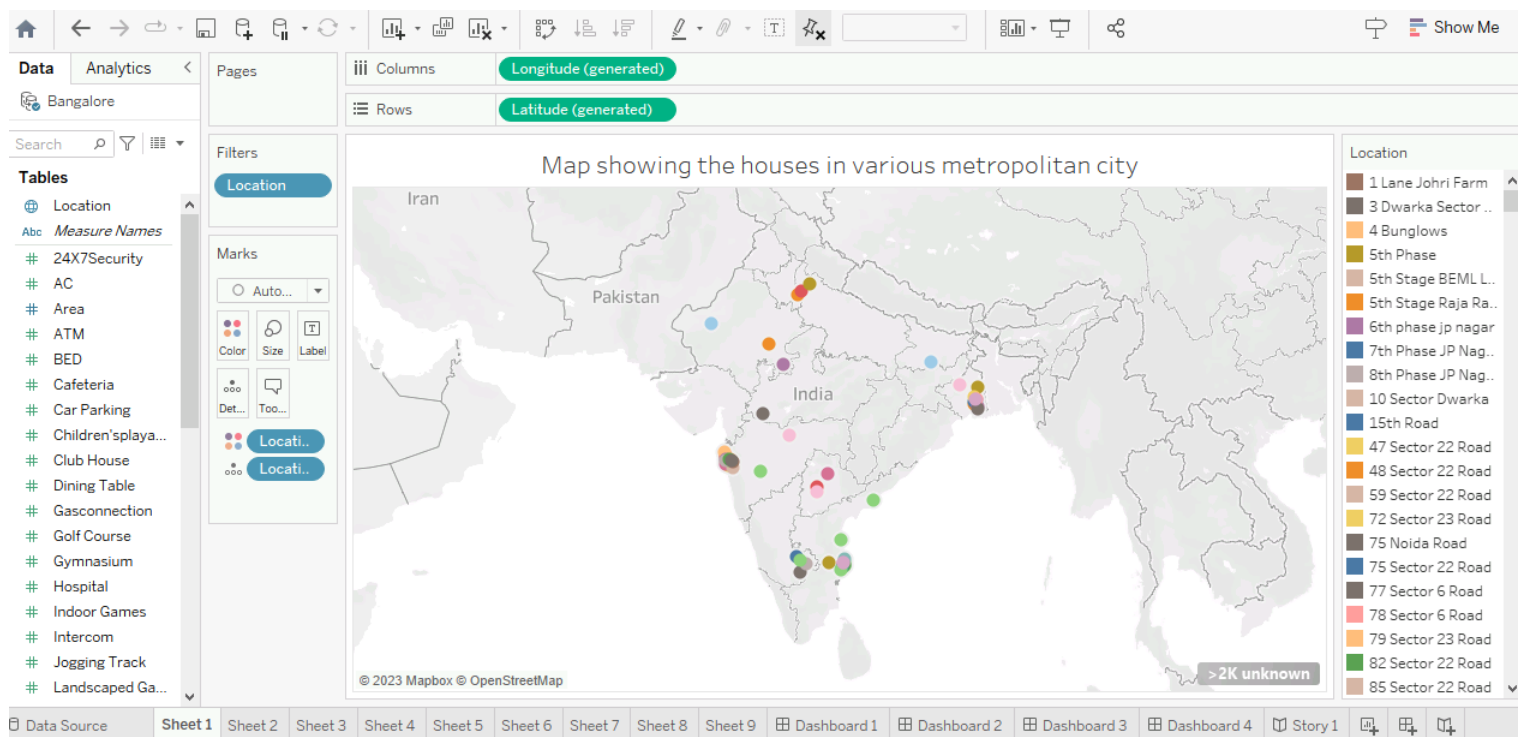 Show Me
Data
Analytics
Bangalore
Search
Tables
Location
Abc Measure Names
# 24X7Security
# AC
# Area
# ATM
# BED
# Cafeteria
# Car Parking
# Children'splaya...
# Club House
# Dining Table
# Gasconnection
# Golf Course
# Gymnasium
# Hospital
# Indoor Games
# Intercom
# Jogging Track
# Landscaped Ga...
Pages
Filters
Location
Marks
Auto...
Color Size Label
Det... Too...
Locati..
Locati..
Columns
Longitude (generated)
Rows
Latitude (generated)
Map showing the houses in various metropolitan city
Iran
Pakistan
India
© 2023 Mapbox © OpenStreetMap
>2K unknown
Location
1 Lane Johri Farm
3 Dwarka Sector ..
4 Bunglows
5th Phase
5th Stage BEML L..
5th Stage Raja Ra..
6th phase jp nagar
7th Phase JP Nag..
8th Phase JP Nag..
10 Sector Dwarka
15th Road
47 Sector 22 Road
48 Sector 22 Road
59 Sector 22 Road
72 Sector 23 Road
75 Noida Road
75 Sector 22 Road
77 Sector 6 Road
78 Sector 6 Road
79 Sector 23 Road
82 Sector 22 Road
85 Sector 22 Road
Data Source
Sheet 1
Sheet 2
Sheet 3
Sheet 4
Sheet 5
Sheet 6
Sheet 7
Sheet 8
Sheet 9
Dashboard 1
Dashboard 2
Dashboard 3
Dashboard 4
Story 1